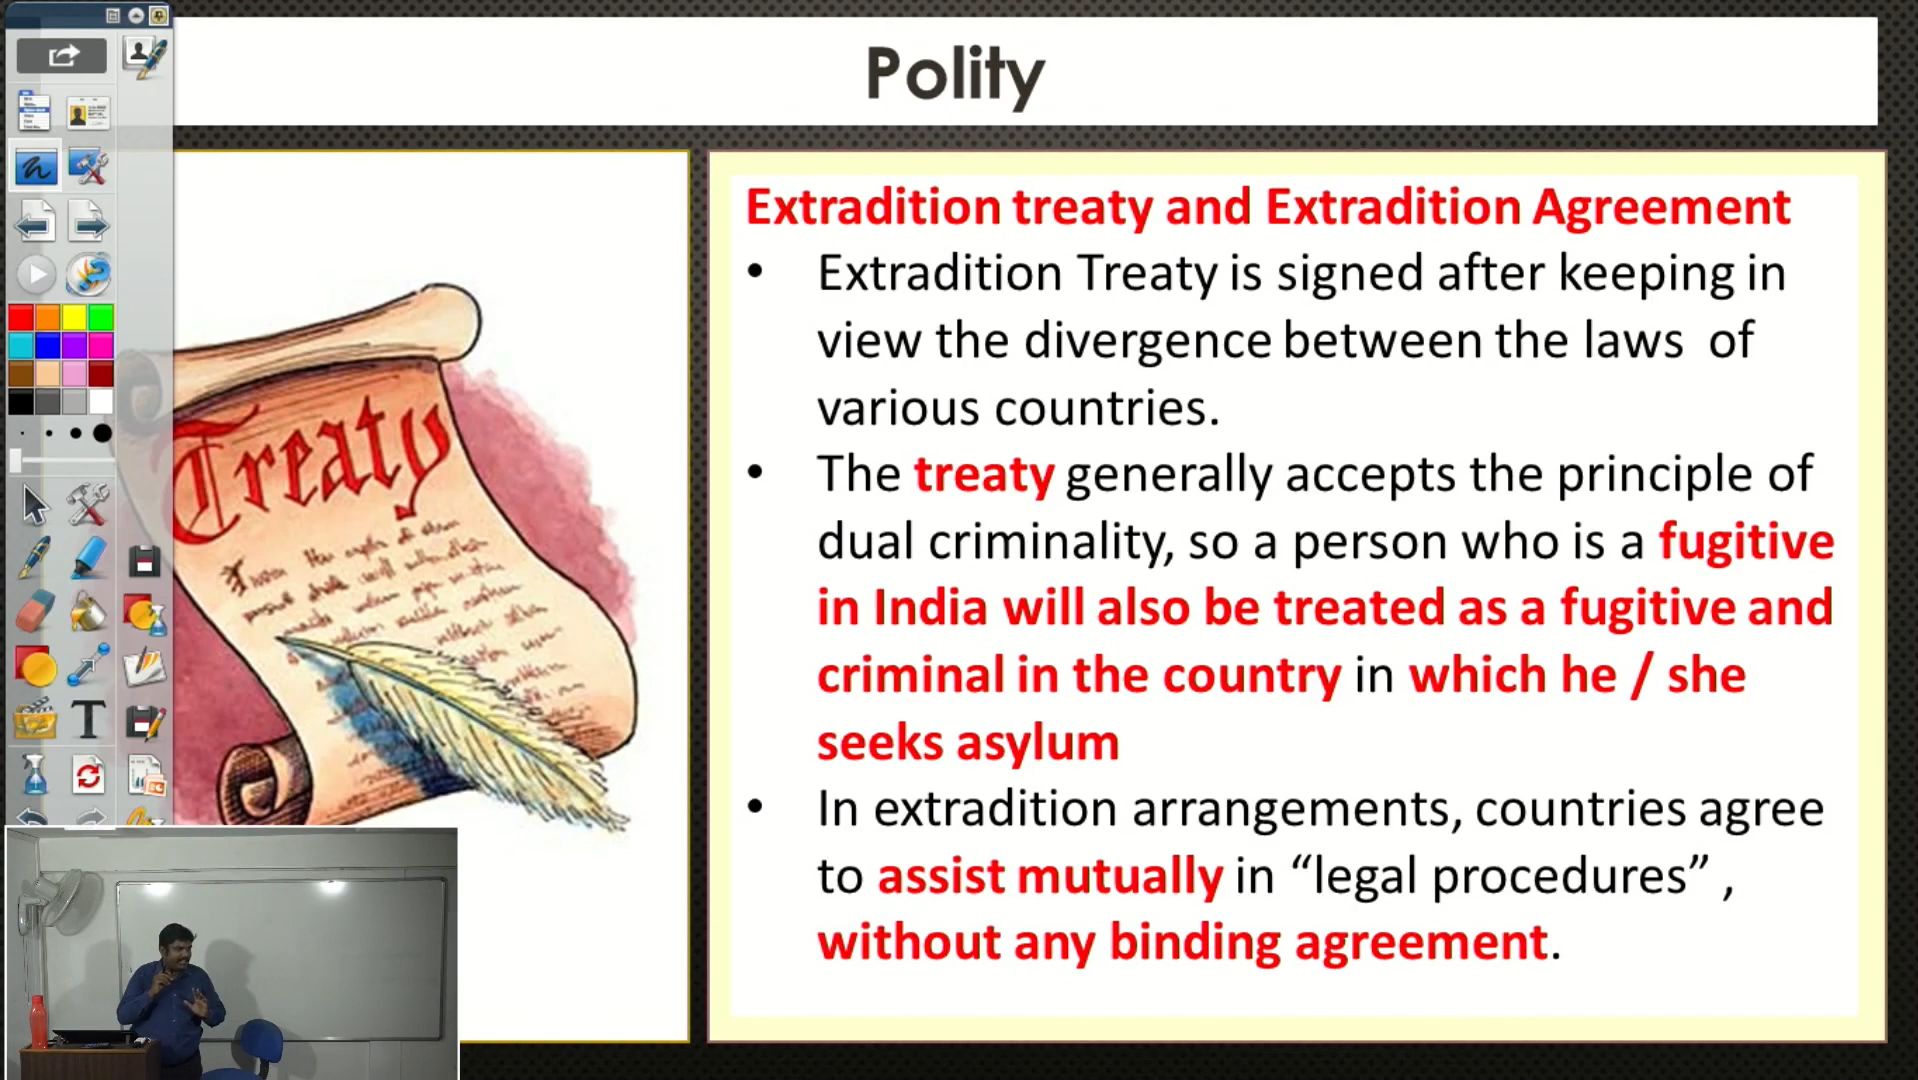 Polity
Extradition treaty and Extradition Agreement
• Extradition Treaty is signed after keeping in
view the divergence between the laws of
various countries.
• The treaty generally accepts the principle of
dual criminality, so a person who is a fugitive
in India will also be treated as a fugitive and
criminal in the country in which he / she
seeks asylum
• In extradition arrangements, countries agree
to assist mutually in “legal procedures” ,
without any binding agreement.
Treaty
T